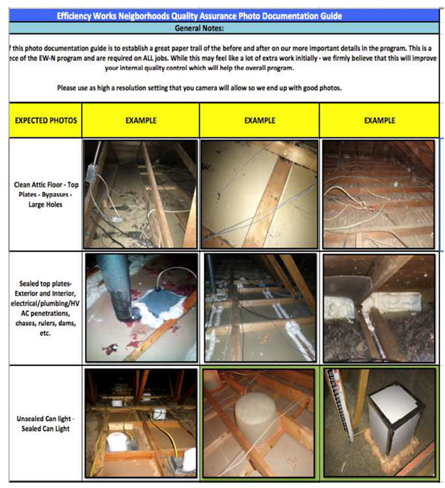 Efficiency Works Neigborhoods Quality Assurance Photo Documentation Guide
General Notes:
f this photo documentation guide is to establish a great paper trail of the before and after on our more important details in the program. This is a
ece of the EW-N program and are required on ALL jobs. While this may feel like a lot of extra work initially - we firmly believe that this will improve
your internal quality control which will help the overall program.
Please use as high a resolution setting that you camera will allow so we end up with good photos.
EXPECTED PHOTOS EXAMPLE EXAMPLE EXAMPLE
Clean Attic Floor - Top
Plates - Bypasses -
Large Holes
Sealed top plates-
Exterior and Interior,
electrical/plumbing/HV
AC penetrations,
chases, rulers, dams,
etc.
Unsealed Can light -
Sealed Can Light